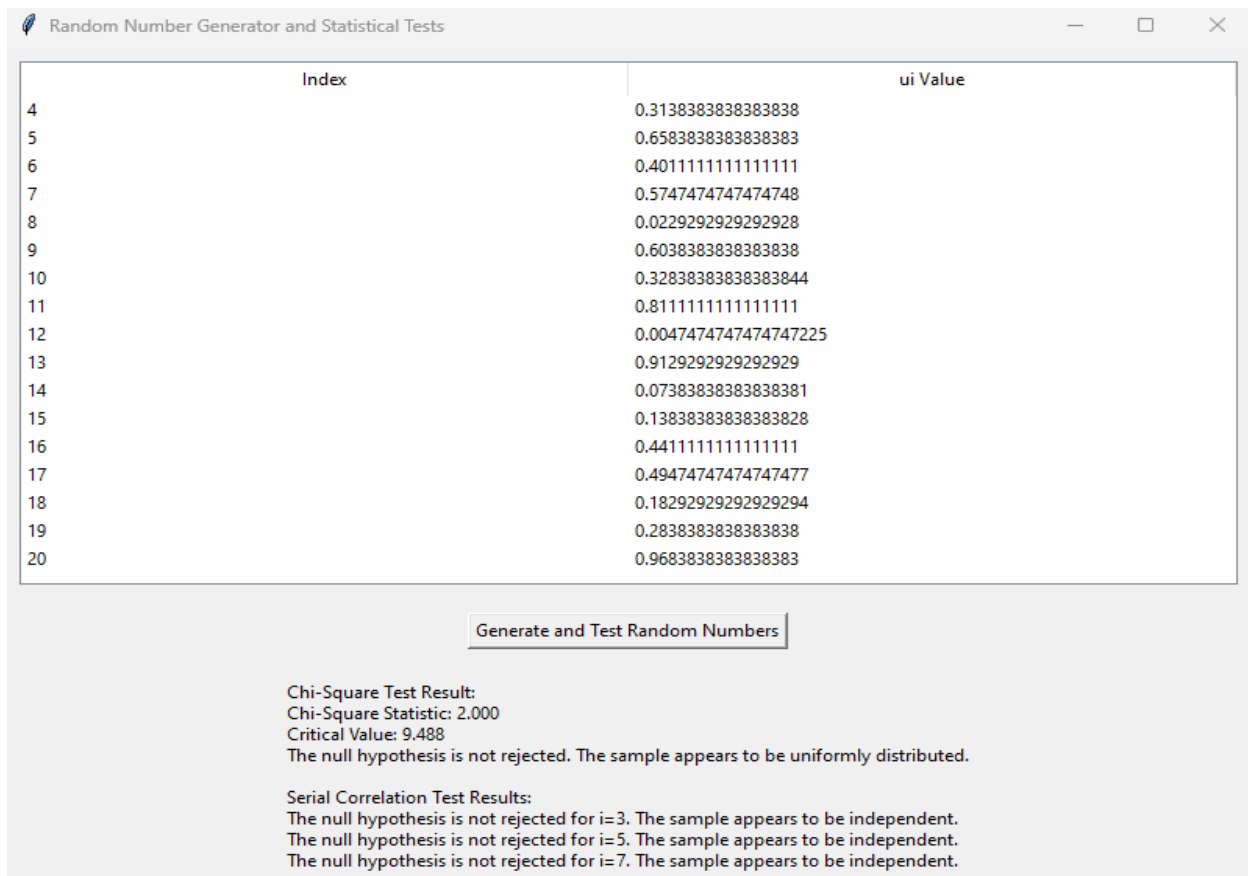 Random Number Generator and Statistical Tests
Index ui Value
4 0.3138383838383838
5 0.6583838383838383
6 0.4011111111111111
7 0.5747474747474748
8 0.0229292929292928
9 0.6038383838383838
10 0.32838383838383844
11 0.8111111111111111
12 0.0047474747474747225
13 0.9129292929292929
14 0.07383838383838381
15 0.13838383838383828
16 0.4411111111111111
17 0.49474747474747477
18 0.18292929292929294
19 0.2838383838383838
20 0.9683838383838383
Generate and Test Random Numbers
Chi-Square Test Result:
Chi-Square Statistic: 2.000
Critical Value: 9.488
The null hypothesis is not rejected. The sample appears to be uniformly distributed.
Serial Correlation Test Results:
The null hypothesis is not rejected for i=3. The sample appears to be independent.
The null hypothesis is not rejected for i=5. The sample appears to be independent.
The null hypothesis is not rejected for i=7. The sample appears to be independent.